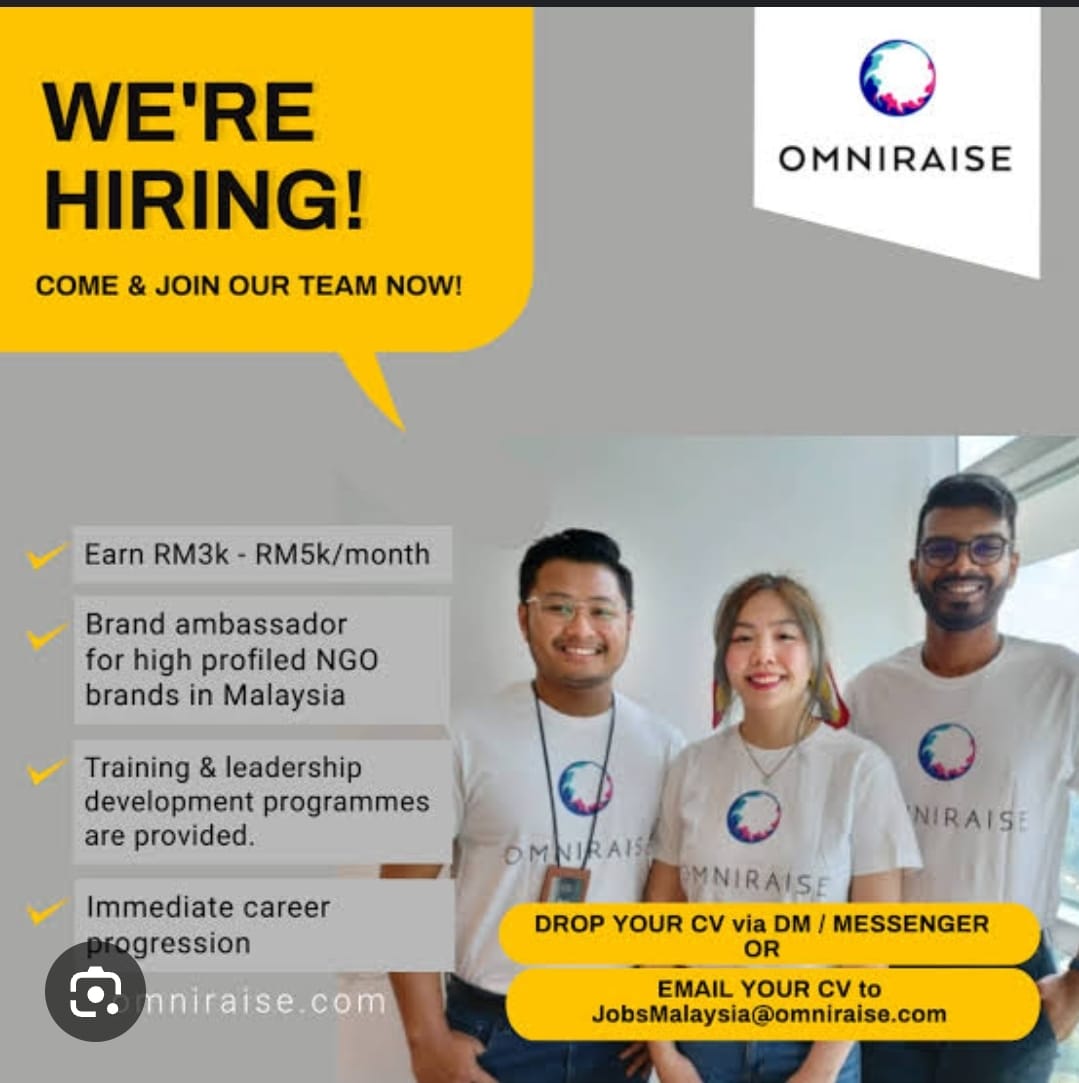 WE'RE
HIRING!
COME & JOIN OUR TEAM NOW!
OMNIRAISE
Earn RM3k - RM5k/month
Brand ambassador
for high profiled NGO
brands in Malaysia
Training & leadership
development programmes
are provided.
Immediate career
progression
omniraise.com
OMNIRAISE
OMNIRAISE
OMNIRAISE
DROP YOUR CV via DM / MESSENGER
OR
EMAIL YOUR CV to
JobsMalaysia@omniraise.com